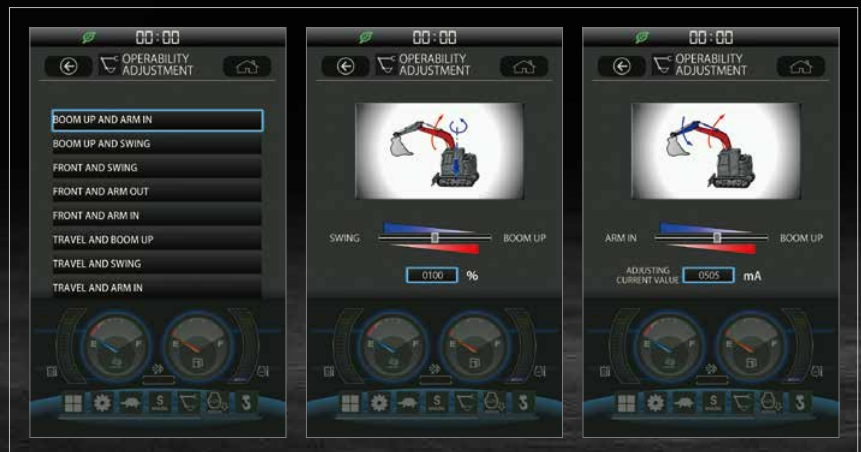 00:00
OPERABILITY
ADJUSTMENT
BOOM UP AND ARM IN
BOOM UP AND SWING
FRONT AND SWING
FRONT AND ARM OUT
FRONT AND ARM IN
TRAVEL AND BOOM UP
TRAVEL AND SWING
TRAVEL AND ARM IN
E F E F
S
00:00
OPERABILITY
ADJUSTMENT
SWING BOOM UP
0100 %
E F E F
S
00:00
OPERABILITY
ADJUSTMENT
ARM IN BOOM UP
ADJUSTING
CURRENT VALUE 0505 mA
E F E F
S